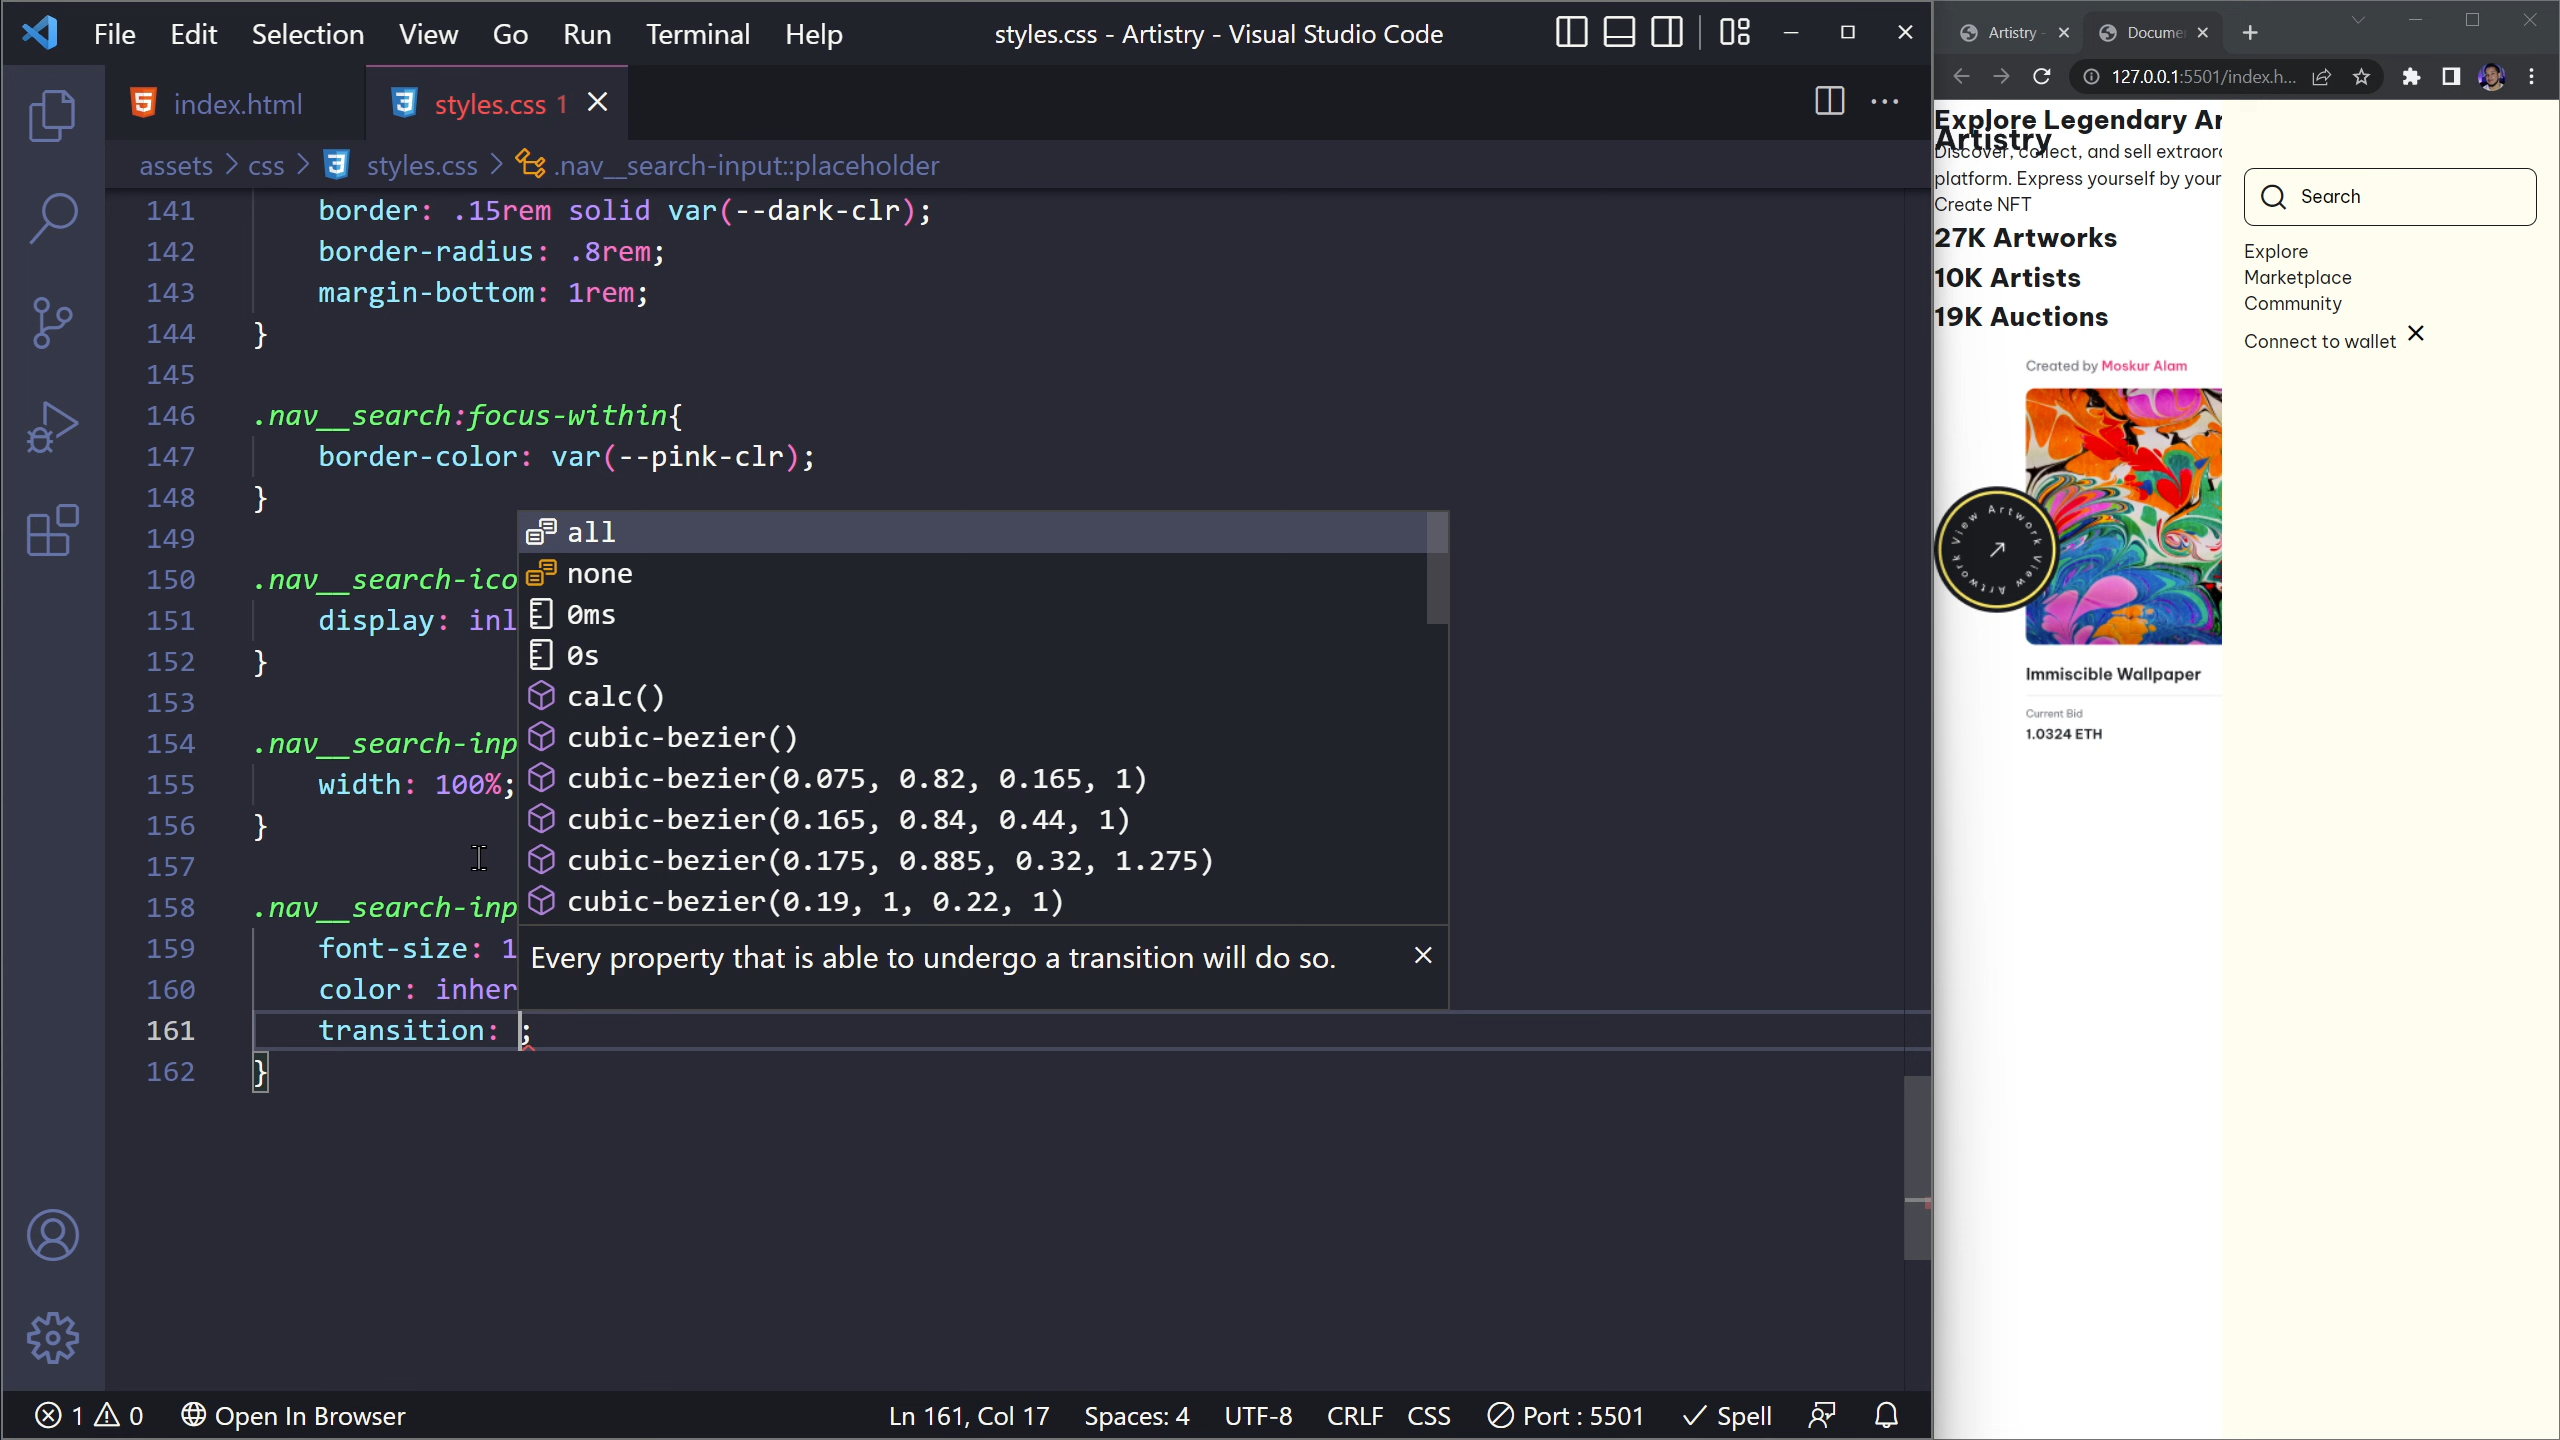 File Edit Selection View Go Run Terminal Help
styles.css - Artistry - Visual Studio Code
index.html
styles.css 1
assets > css > styles.css > .nav__search-input::placeholder
141 border: .15rem solid var(--dark-clr);
142 border-radius: .8rem;
143 margin-bottom: 1rem;
144 }
145
146 .nav__search:focus-within{
147 border-color: var(--pink-clr);
148 }
149
150 .nav__search-ico
151 display: inl
152 }
153
154 .nav__search-inp
155 width: 100%;
156 }
157
158 .nav__search-inp
159 font-size: 1
160 color: inher
161 transition: ;
162 }
all
none
0ms
0s
calc()
cubic-bezier()
cubic-bezier(0.075, 0.82, 0.165, 1)
cubic-bezier(0.165, 0.84, 0.44, 1)
cubic-bezier(0.175, 0.885, 0.32, 1.275)
cubic-bezier(0.19, 1, 0.22, 1)
Every property that is able to undergo a transition will do so.
1 0 Open In Browser
Ln 161, Col 17 Spaces: 4 UTF-8 CRLF CSS Port : 5501 Spell
Artistry
Docume
127.0.0.1:5501/index.h...
Explore Legendary Ar
Artistry
Discover, collect, and sell extraor
platform. Express yourself by your
Create NFT
27K Artworks
10K Artists
19K Auctions
Created by Moskur Alam
View Artwork View Artwork
Immiscible Wallpaper
Current Bid
1.0324 ETH
Search
Explore
Marketplace
Community
Connect to wallet